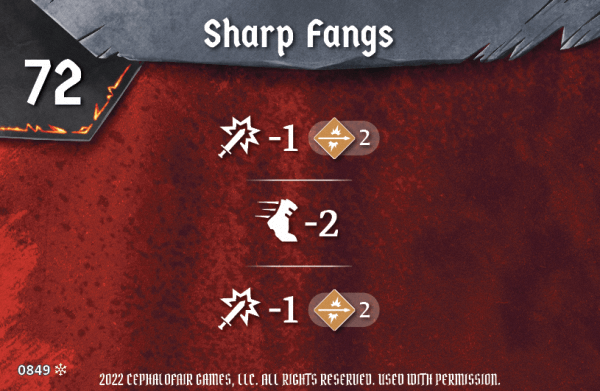 Sharp Fangs
72
-1 2
-2
-1 2
0849
2022 CEPHALOFAIR GAMES, LLC. ALL RIGHTS RESERVED. USED WITH PERMISSION.